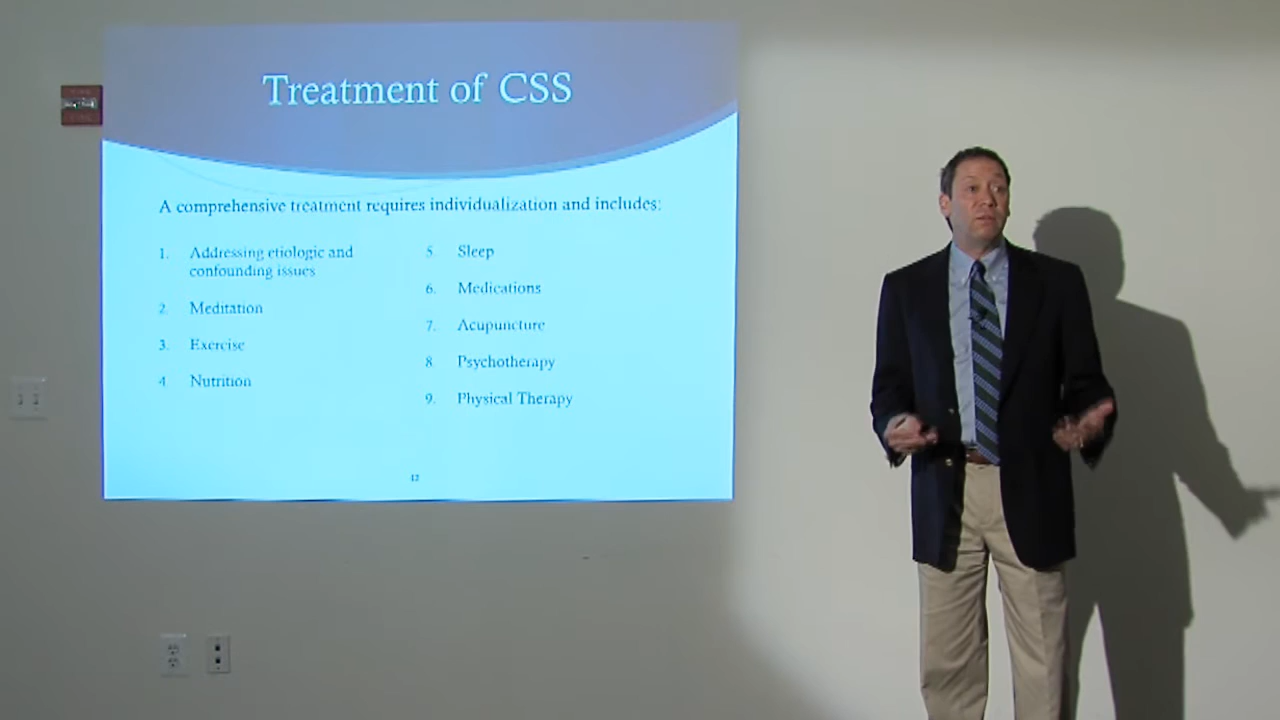 Treatment of CSS
A comprehensive treatment requires individualization and includes:
1. Addressing etiologic and
confounding issues
2. Meditation
3. Exercise
4. Nutrition
5. Sleep
6. Medications
7. Acupuncture
8. Psychotherapy
9. Physical Therapy